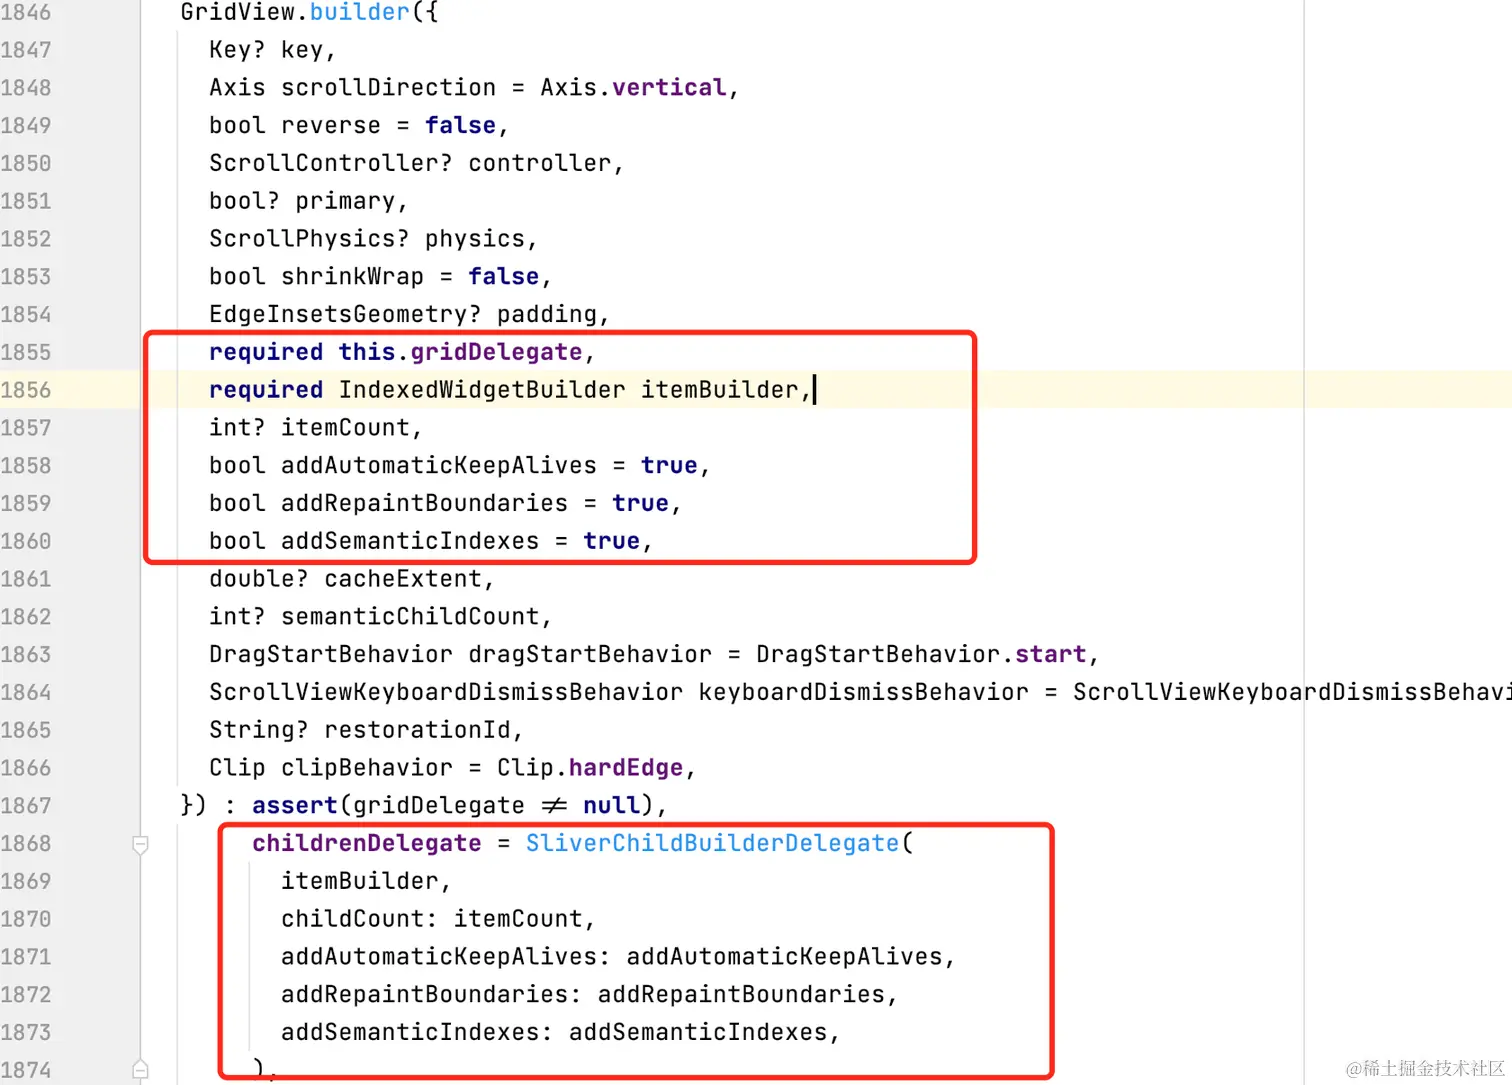 1846 GridView.builder({
1847 Key? key,
1848 Axis scrollDirection = Axis.vertical,
1849 bool reverse = false,
1850 ScrollController? controller,
1851 bool? primary,
1852 ScrollPhysics? physics,
1853 bool shrinkWrap = false,
1854 EdgeInsetsGeometry? padding,
1855 required this.gridDelegate,
1856 required IndexedWidgetBuilder itemBuilder,
1857 int? itemCount,
1858 bool addAutomaticKeepAlives = true,
1859 bool addRepaintBoundaries = true,
1860 bool addSemanticIndexes = true,
1861 double? cacheExtent,
1862 int? semanticChildCount,
1863 DragStartBehavior dragStartBehavior = DragStartBehavior.start,
1864 ScrollViewKeyboardDismissBehavior keyboardDismissBehavior = ScrollViewKeyboardDismissBehavi
1865 String? restorationId,
1866 Clip clipBehavior = Clip.hardEdge,
1867 }) : assert(gridDelegate ≠ null),
1868 childrenDelegate = SliverChildBuilderDelegate(
1869 itemBuilder,
1870 childCount: itemCount,
1871 addAutomaticKeepAlives: addAutomaticKeepAlives,
1872 addRepaintBoundaries: addRepaintBoundaries,
1873 addSemanticIndexes: addSemanticIndexes,
1874 ),
@稀土掘金技术社区